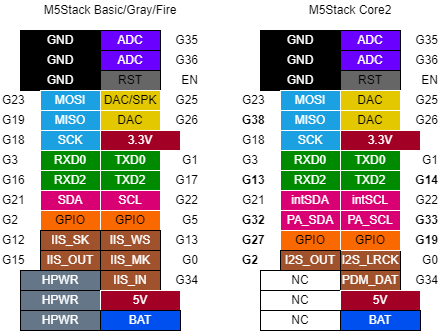 M5Stack Basic/Gray/Fire
GND ADC G35
GND ADC G36
GND RST EN
G23 MOSI DAC/SPK G25
G19 MISO DAC G26
G18 SCK 3.3V
G3 RXD0 TXD0 G1
G16 RXD2 TXD2 G17
G21 SDA SCL G22
G2 GPIO GPIO G5
G12 IIS_SK IIS_WS G13
G15 IIS_OUT IIS_MK G0
HPWR IIS_IN G34
HPWR 5V
HPWR BAT
M5Stack Core2
GND ADC G35
GND ADC G36
GND RST EN
G23 MOSI DAC G25
G38 MISO DAC G26
G18 SCK 3.3V
G3 RXD0 TXD0 G1
G13 RXD2 TXD2 G14
G21 intSDA intSCL G22
G32 PA_SDA PA_SCL G33
G27 GPIO GPIO G19
G2 I2S_OUT I2S_LRCK G0
NC PDM_DAT G34
NC 5V
NC BAT